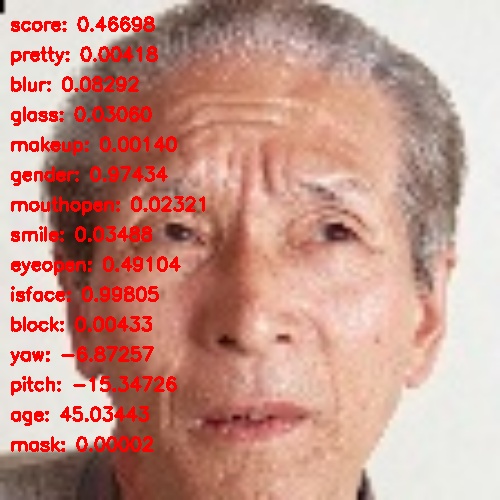 score: 0.46698
pretty: 0.00418
blur: 0.08292
glass: 0.03060
makeup: 0.00140
gender: 0.97434
mouthopen: 0.02321
smile: 0.03488
eyeopen: 0.49104
isface: 0.99805
block: 0.00433
yaw: −6.87257
pitch: −15.34726
age: 45.03443
mask: 0.00002